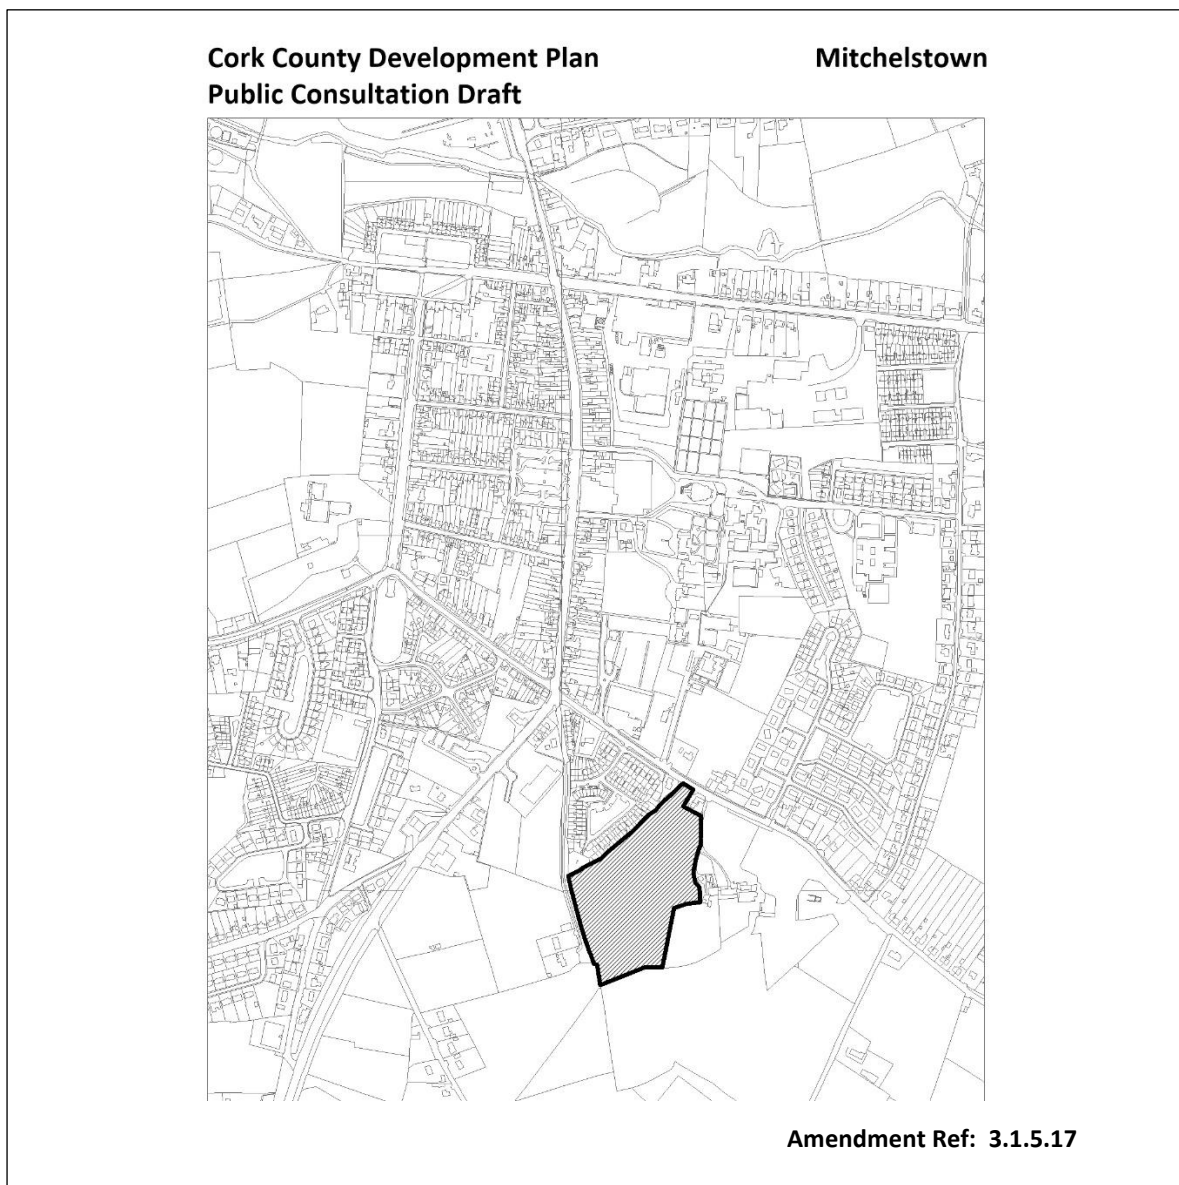 Cork County Development Plan
Public Consultation Draft
Mitchelstown
Amendment Ref: 3.1.5.17